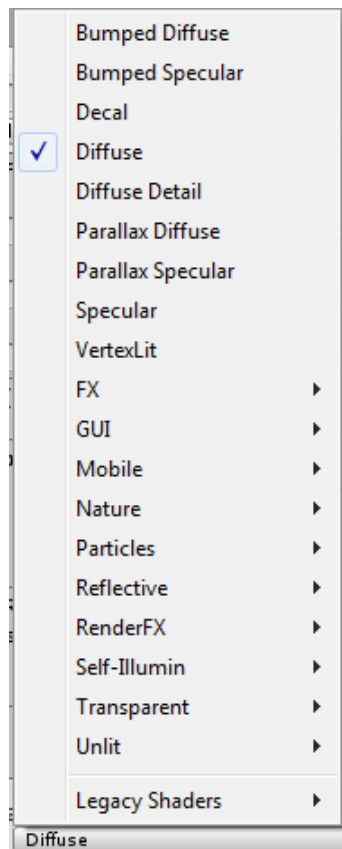 Bumped Diffuse
Bumped Specular
Decal
Diffuse
Diffuse Detail
Parallax Diffuse
Parallax Specular
Specular
VertexLit
FX
GUI
Mobile
Nature
Particles
Reflective
RenderFX
Self-Illumin
Transparent
Unlit
Legacy Shaders
Diffuse